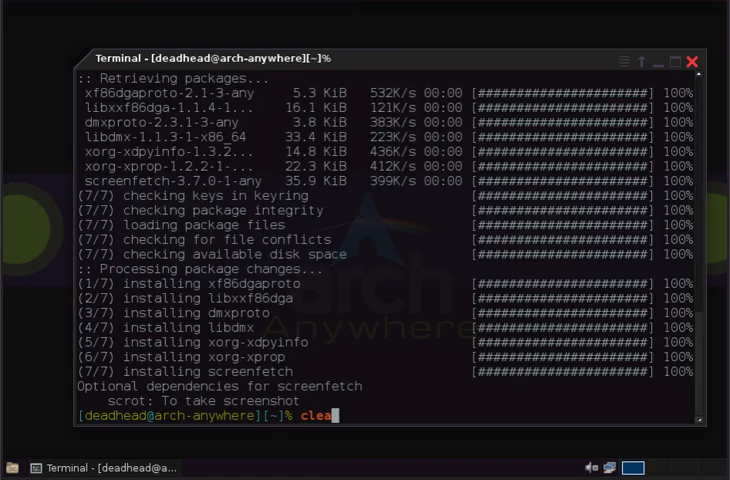 Terminal - [deadhead@arch-anywhere][~]%
:: Retrieving packages...
xf86dgaproto-2.1-3-any 5.3 KiB 532K/s 00:00 [######################] 100%
libxxf86dga-1.1.4-1... 16.1 KiB 121K/s 00:00 [######################] 100%
dmxproto-2.3.1-3-any 3.8 KiB 383K/s 00:00 [######################] 100%
libdmx-1.1.3-1-x86_64 33.4 KiB 223K/s 00:00 [######################] 100%
xorg-xdpyinfo-1.3.2... 14.8 KiB 436K/s 00:00 [######################] 100%
xorg-xprop-1.2.2-1-... 22.3 KiB 412K/s 00:00 [######################] 100%
screenfetch-3.7.0-1-any 35.9 KiB 399K/s 00:00 [######################] 100%
(7/7) checking keys in keyring [######################] 100%
(7/7) checking package integrity [######################] 100%
(7/7) loading package files [######################] 100%
(7/7) checking for file conflicts [######################] 100%
(7/7) checking available disk space [######################] 100%
:: Processing package changes...
(1/7) installing xf86dgaproto [######################] 100%
(2/7) installing libxxf86dga [######################] 100%
(3/7) installing dmxproto [######################] 100%
(4/7) installing libdmx [######################] 100%
(5/7) installing xorg-xdpyinfo [######################] 100%
(6/7) installing xorg-xprop [######################] 100%
(7/7) installing screenfetch [######################] 100%
Optional dependencies for screenfetch
scrot: To take screenshot
[deadhead@arch-anywhere][~]% clea
arch
Anywhere
Terminal - [deadhead@a...